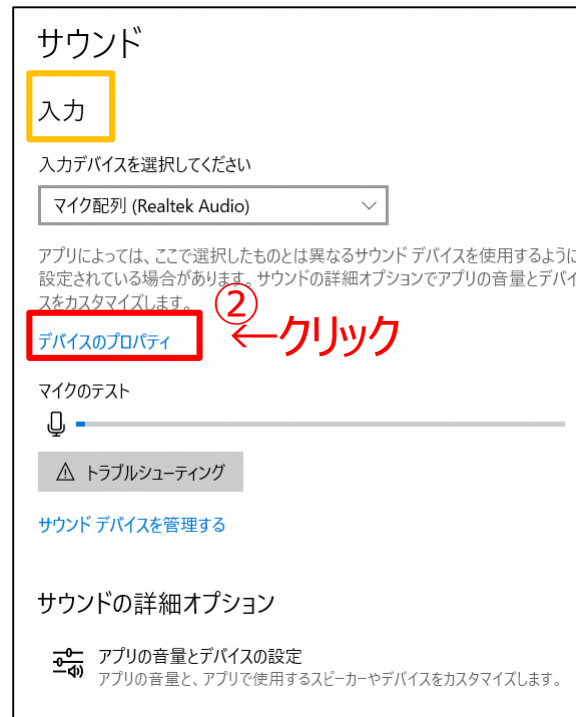 サウンド
入力
入力デバイスを選択してください
マイク配列 (Realtek Audio)
アプリによっては、ここで選択したものとは異なるサウンド デバイスを使用するように
設定されている場合があります。サウンドの詳細オプションでアプリの音量とデバイ
スをカスタマイズします。
②
デバイスのプロパティ
←クリック
マイクのテスト
トラブルシューティング
サウンド デバイスを管理する
サウンドの詳細オプション
アプリの音量とデバイスの設定
アプリの音量と、アプリで使用するスピーカーやデバイスをカスタマイズします。